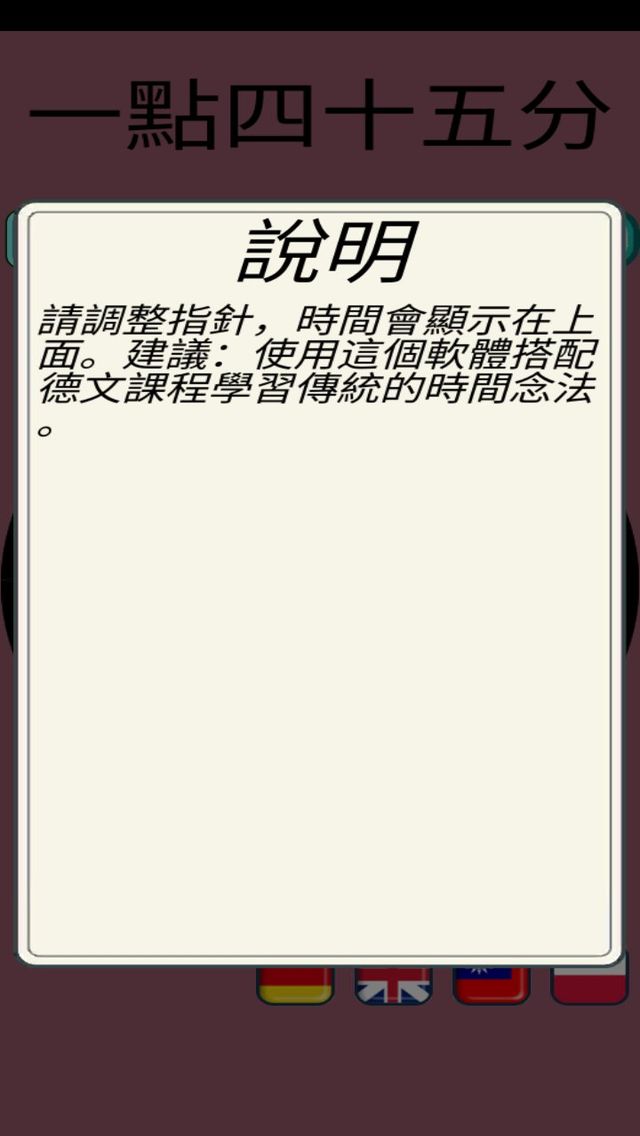 一點四十五分
說明
請調整指針，時間會顯示在上
面。建議：使用這個軟體搭配
德文課程學習傳統的時間念法
。